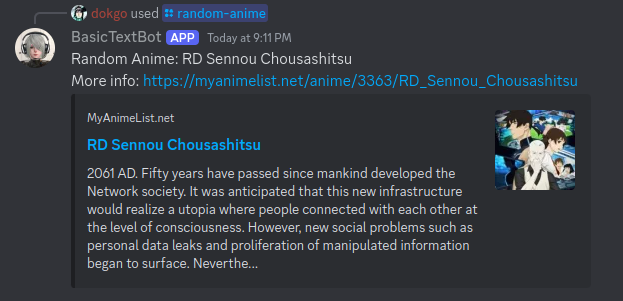 dokgo used random-anime
BasicTextBot APP Today at 9:11 PM
Random Anime: RD Sennou Chousashitsu
More info: https://myanimelist.net/anime/3363/RD_Sennou_Chousashitsu
MyAnimeList.net
RD Sennou Chousashitsu
2061 AD. Fifty years have passed since mankind developed the
Network society. It was anticipated that this new infrastructure
would realize a utopia where people connected with each other at
the level of consciousness. However, new social problems such as
personal data leaks and proliferation of manipulated information
began to surface. Neverthe...